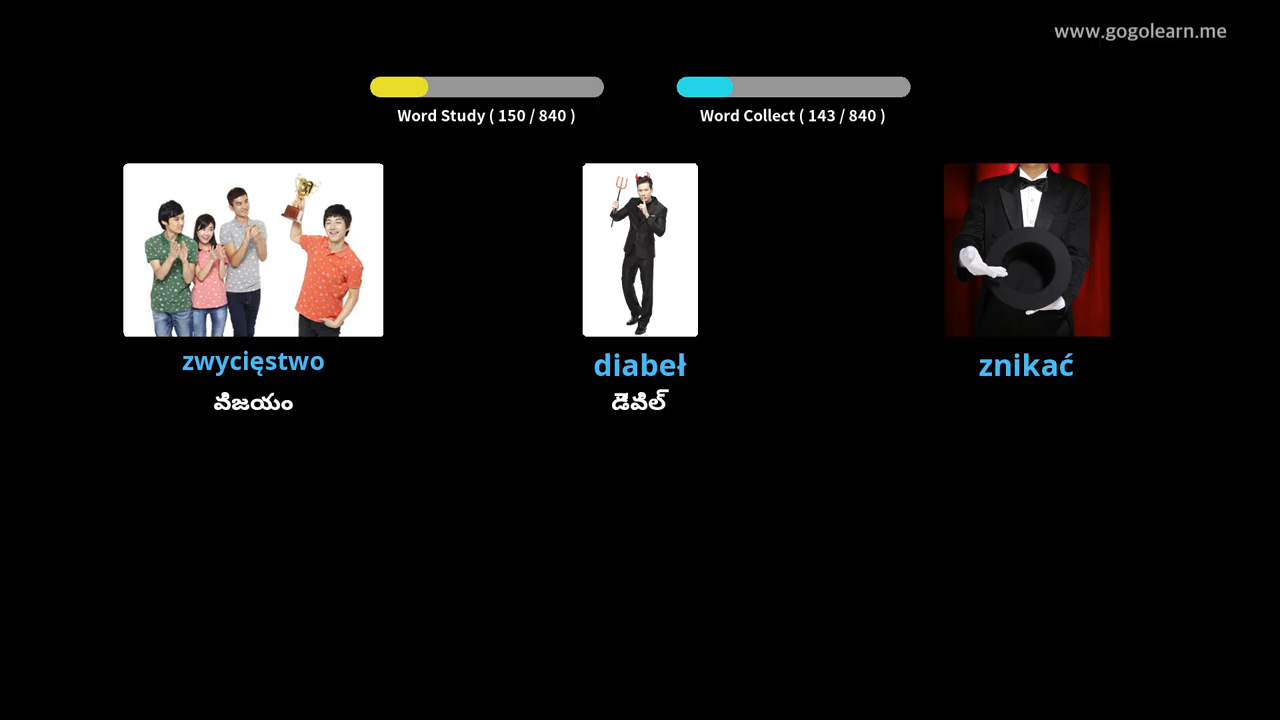 www.gogolearn.me
Word Study ( 150 / 840 )
Word Collect ( 143 / 840 )
zwycięstwo
diabeł
znikać
విజయం
డెవిల్